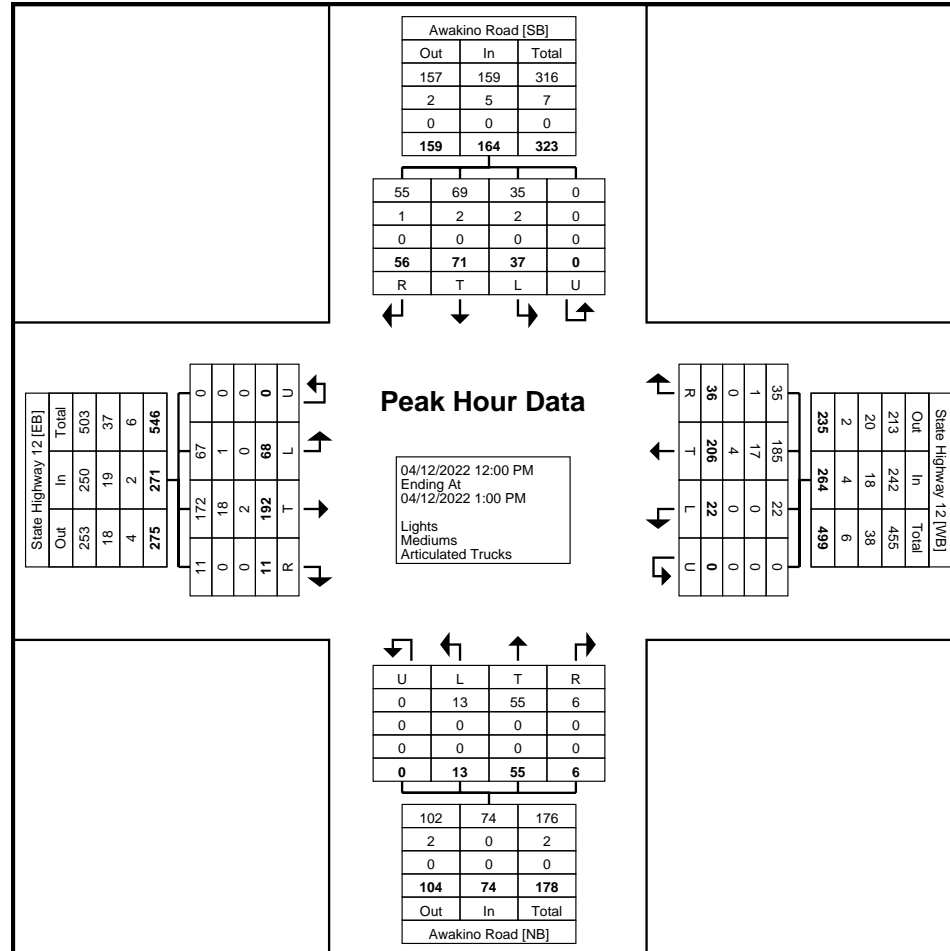 Awakino Road [SB]
Out In Total
157 159 316
2 5 7
0 0 0
159 164 323
55 69 35 0
1 2 2 0
0 0 0 0
56 71 37 0
R T L U
State Highway 12 [EB]
Total In Out
503 250 253
37 19 18
6 2 4
546 271 275
0 67 172 11
0 1 18 0
0 0 2 0
0 68 192 11
U L T R
Peak Hour Data
04/12/2022 12:00 PM
Ending At
04/12/2022 1:00 PM
Lights
Mediums
Articulated Trucks
State Highway 12 [WB]
Out In Total
213 242 455
20 18 38
2 4 6
235 264 499
35 185 22 0
1 17 0 0
0 4 0 0
36 206 22 0
R T L U
U L T R
0 13 55 6
0 0 0 0
0 0 0 0
0 13 55 6
102 74 176
2 0 2
0 0 0
104 74 178
Out In Total
Awakino Road [NB]